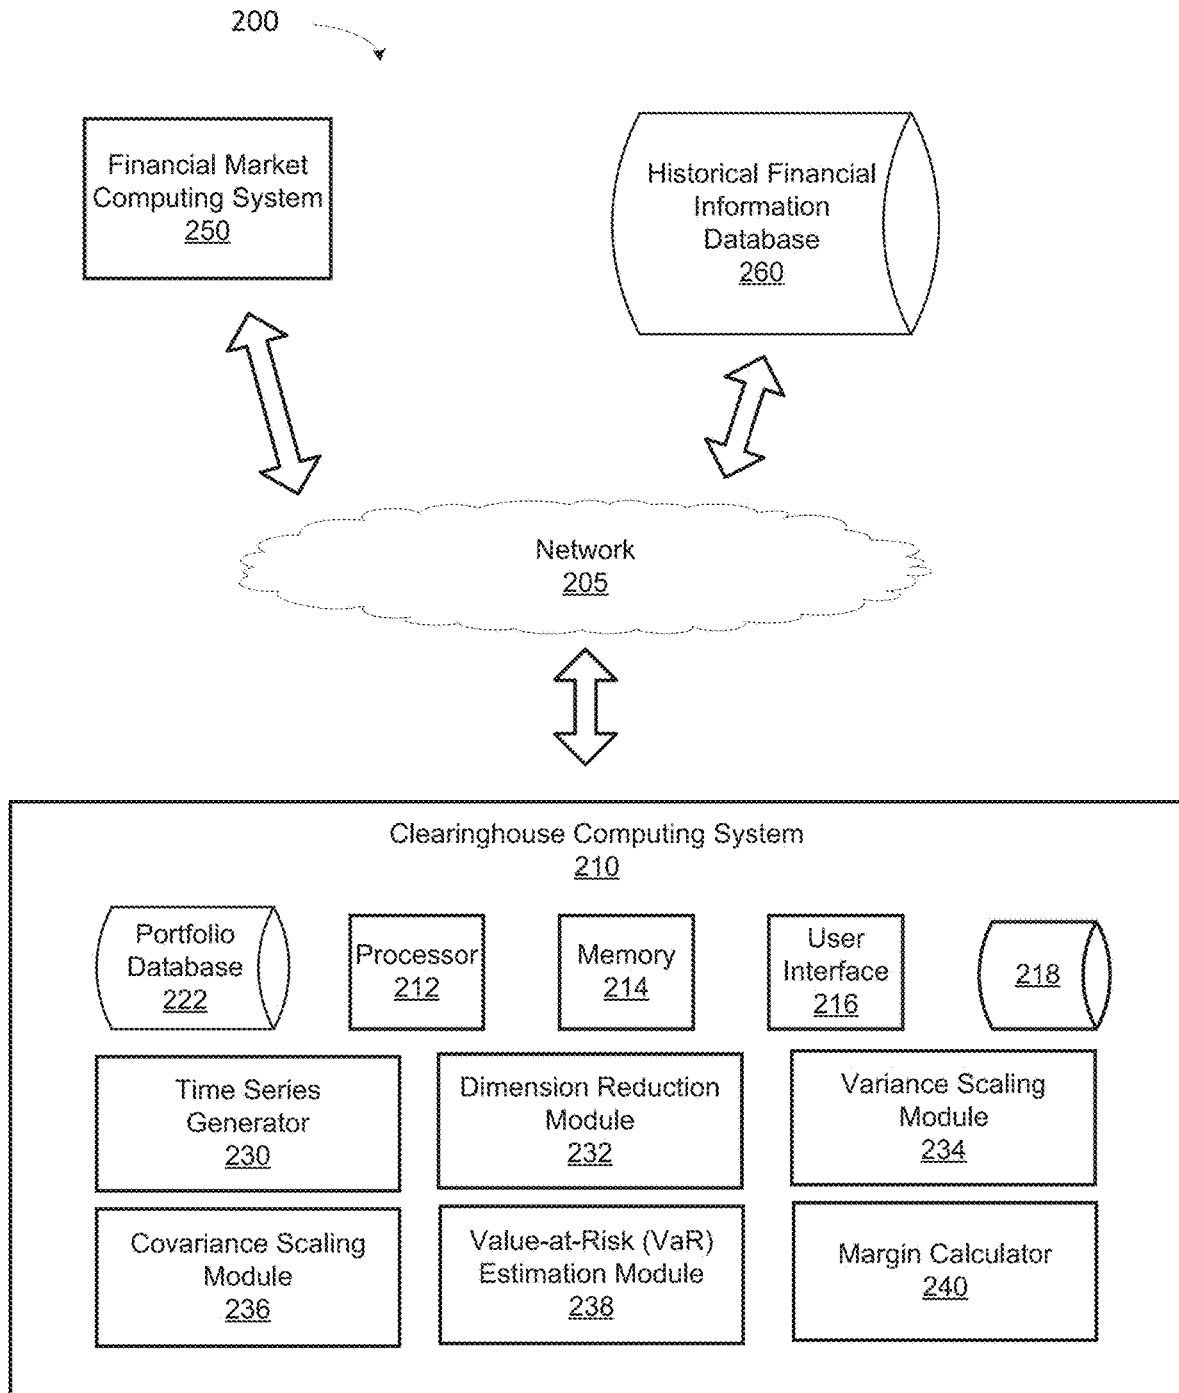 200
Financial Market
Computing System
250
Historical Financial
Information
Database
260
Network
205
Clearinghouse Computing System
210
Portfolio
Database
222
Processor
212
Memory
214
User
Interface
216
218
Time Series
Generator
230
Dimension Reduction
Module
232
Variance Scaling
Module
234
Covariance Scaling
Module
236
Value-at-Risk (VaR)
Estimation Module
238
Margin Calculator
240